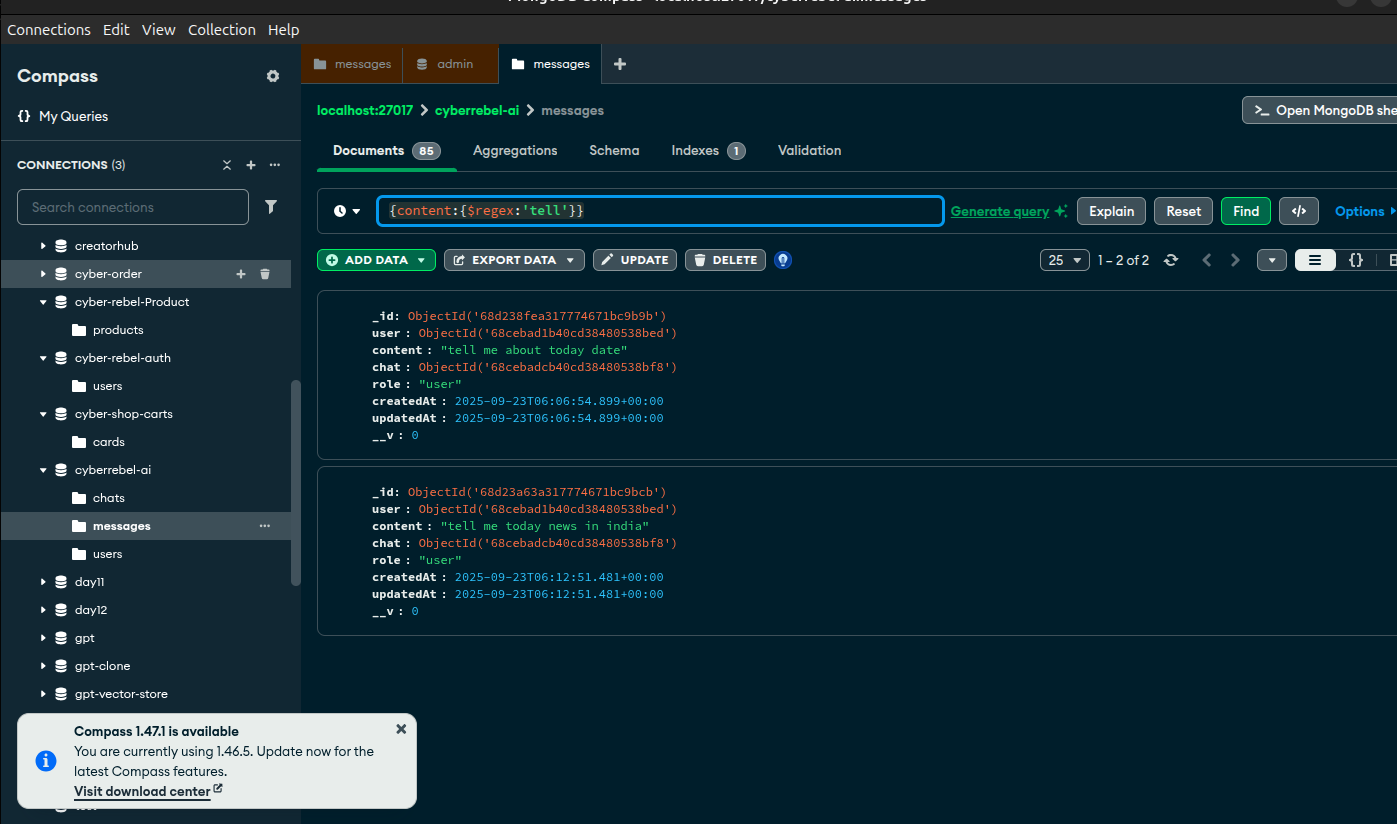 MongoDB Compass - localhost:27017/cyberrebel-ai.messages
Connections Edit View Collection Help
Compass
{} My Queries
CONNECTIONS (3)
Search connections
creatorhub
cyber-order
cyber-rebel-Product
products
cyber-rebel-auth
users
cyber-shop-carts
cards
cyberrebel-ai
chats
messages
users
day11
day12
gpt
gpt-clone
gpt-vector-store
Compass 1.47.1 is available
You are currently using 1.46.5. Update now for the
latest Compass features.
Visit download center
messages
admin
messages
localhost:27017 > cyberrebel-ai > messages
>_ Open MongoDB she
Documents 85 Aggregations Schema Indexes 1 Validation
{content:{$regex:'tell'}}
Generate query Explain Reset Find </> Options
ADD DATA EXPORT DATA UPDATE DELETE 25 1 – 2 of 2 {}
_id: ObjectId('68d238fea317774671bc9b9b')
user : ObjectId('68cebad1b40cd38480538bed')
content : "tell me about today date"
chat : ObjectId('68cebadcb40cd38480538bf8')
role : "user"
createdAt : 2025-09-23T06:06:54.899+00:00
updatedAt : 2025-09-23T06:06:54.899+00:00
__v : 0
_id: ObjectId('68d23a63a317774671bc9bcb')
user : ObjectId('68cebad1b40cd38480538bed')
content : "tell me today news in india"
chat : ObjectId('68cebadcb40cd38480538bf8')
role : "user"
createdAt : 2025-09-23T06:12:51.481+00:00
updatedAt : 2025-09-23T06:12:51.481+00:00
__v : 0